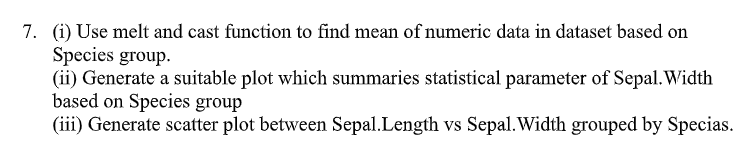 7. (i) Use melt and cast function to find mean of numeric data in dataset based on
Species group.
(ii) Generate a suitable plot which summaries statistical parameter of Sepal.Width
based on Species group
(iii) Generate scatter plot between Sepal.Length vs Sepal.Width grouped by Specias.